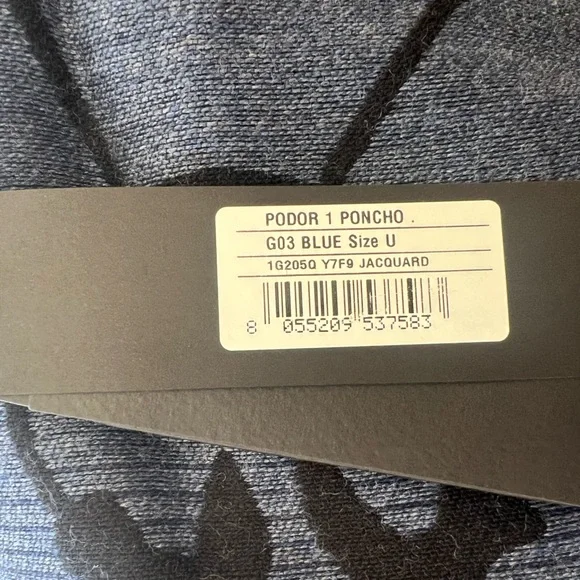 PODOR 1 PONCHO .
G03 BLUE Size U
1G205Q Y7F9 JACQUARD
8 055209 537583